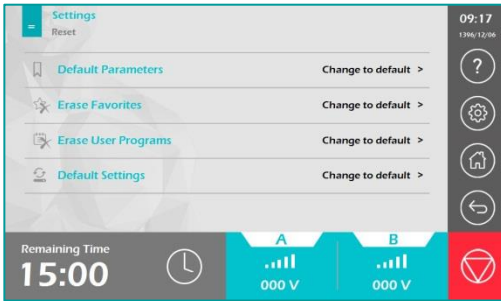 Settings
Reset
09:17
1396/12/06
Default Parameters Change to default >
?
Erase Favorites Change to default >
Erase User Programs Change to default >
Default Settings Change to default >
Remaining Time
15:00
A
000 V
B
000 V